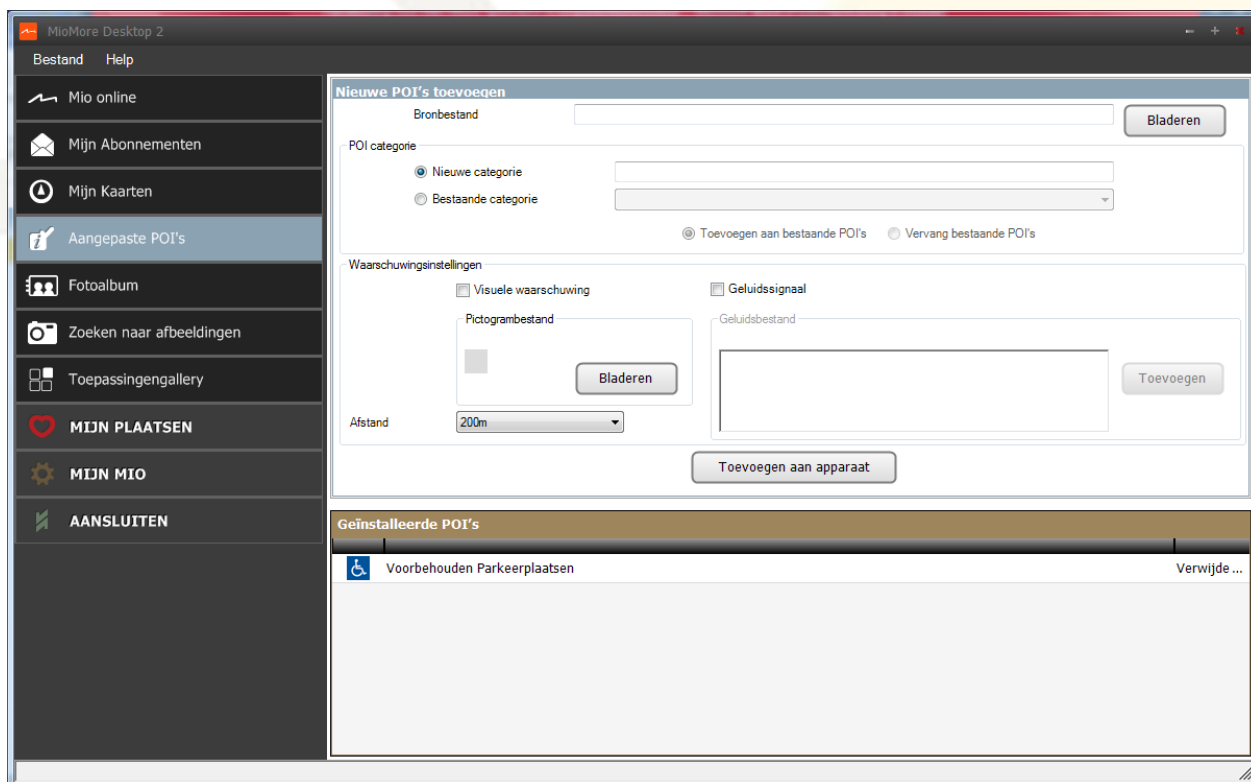 MioMore Desktop 2
Bestand Help
Mio online
Mijn Abonnementen
Mijn Kaarten
Aangepaste POI's
Fotoalbum
Zoeken naar afbeeldingen
Toepassingengallery
MIJN PLAATSEN
MIJN MIO
AANSLUITEN
Nieuwe POI's toevoegen
Bronbestand
Bladeren
POI categorie
Nieuwe categorie
Bestaande categorie
Toevoegen aan bestaande POI's Vervang bestaande POI's
Waarschuwingsinstellingen
Visuele waarschuwing Geluidssignaal
Pictogrambestand Geluidsbestand
Bladeren Toevoegen
Afstand 200m
Toevoegen aan apparaat
Geïnstalleerde POI's
Voorbehouden Parkeerplaatsen Verwijde ...